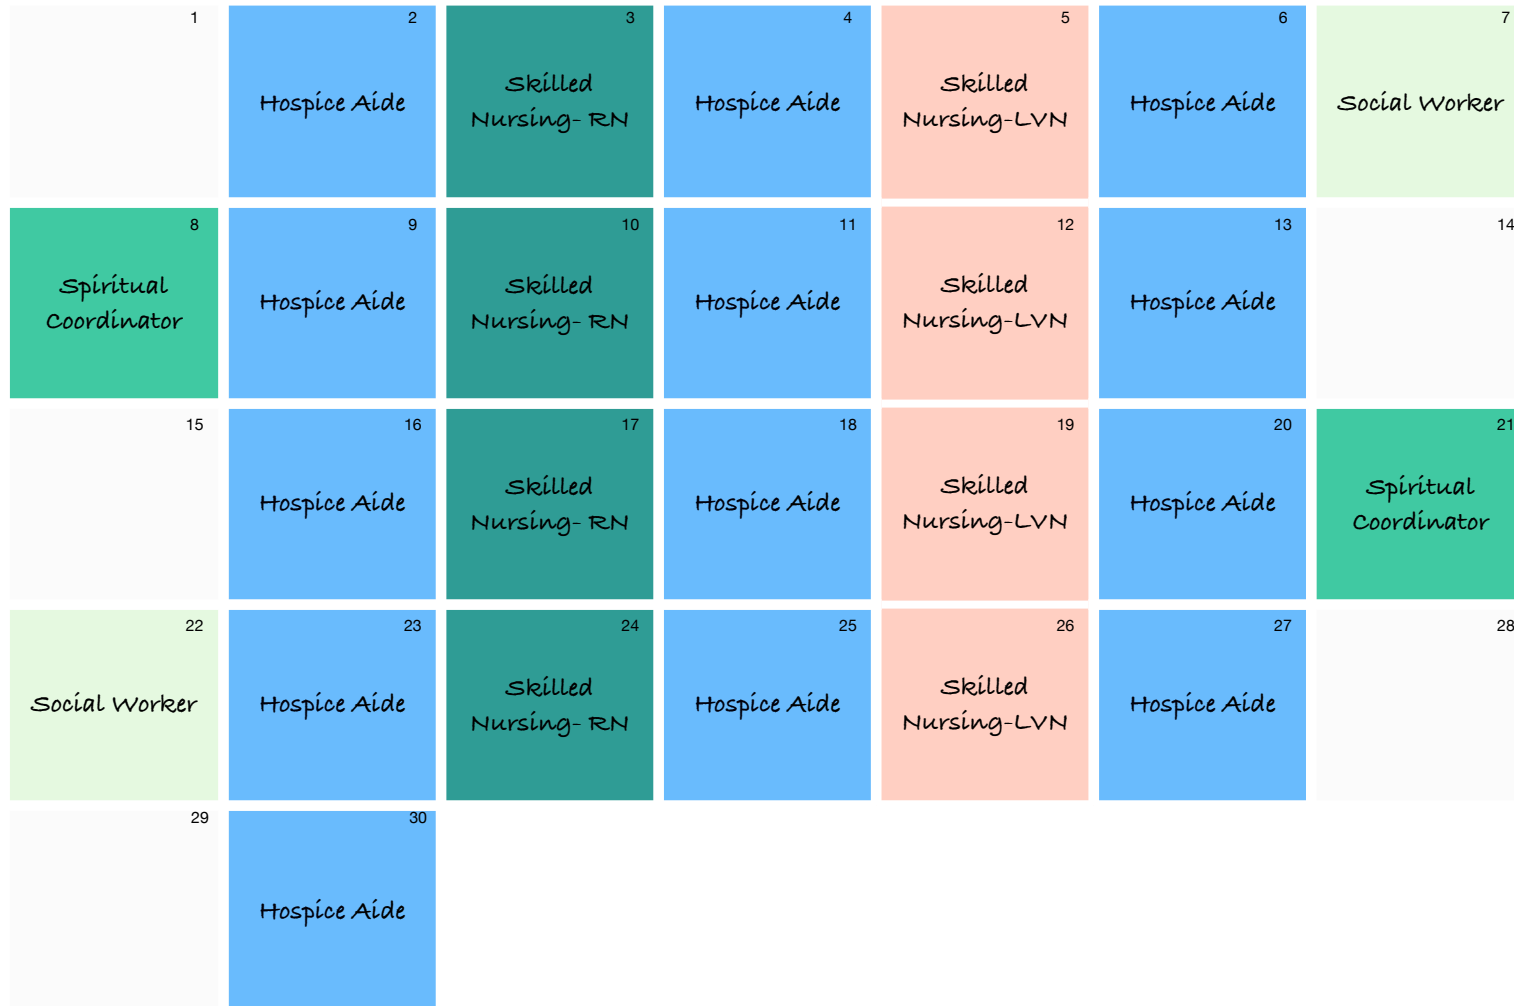 1
2
Hospice Aide
3
Skilled
Nursing- RN
4
Hospice Aide
5
Skilled
Nursing-LVN
6
Hospice Aide
7
Social Worker
8
Spiritual
Coordinator
9
Hospice Aide
10
Skilled
Nursing- RN
11
Hospice Aide
12
Skilled
Nursing-LVN
13
Hospice Aide
14
15
16
Hospice Aide
17
Skilled
Nursing- RN
18
Hospice Aide
19
Skilled
Nursing-LVN
20
Hospice Aide
21
Spiritual
Coordinator
22
Social Worker
23
Hospice Aide
24
Skilled
Nursing- RN
25
Hospice Aide
26
Skilled
Nursing-LVN
27
Hospice Aide
28
29
30
Hospice Aide